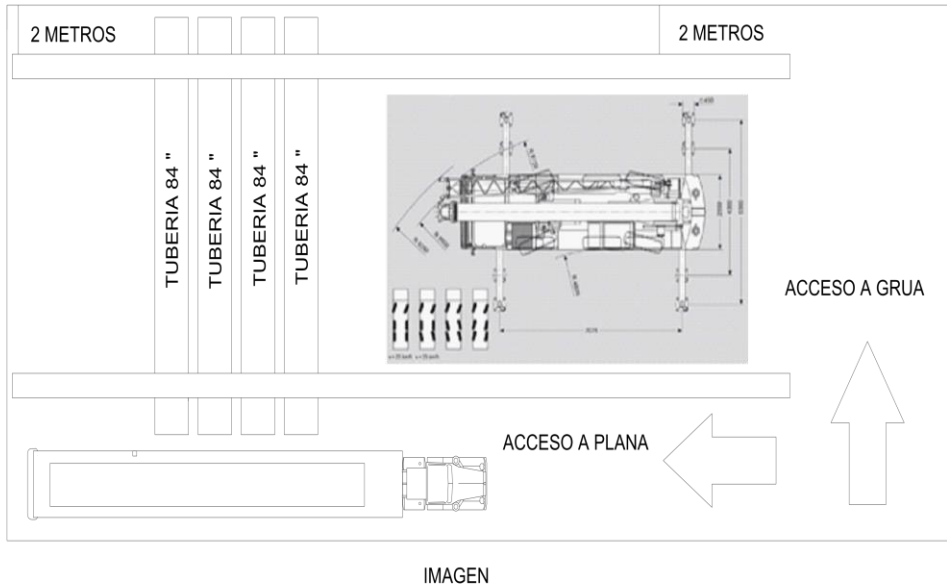 2 METROS
2 METROS
TUBERIA 84 "
TUBERIA 84 "
TUBERIA 84 "
TUBERIA 84 "
ACCESO A GRUA
ACCESO A PLANA
IMAGEN